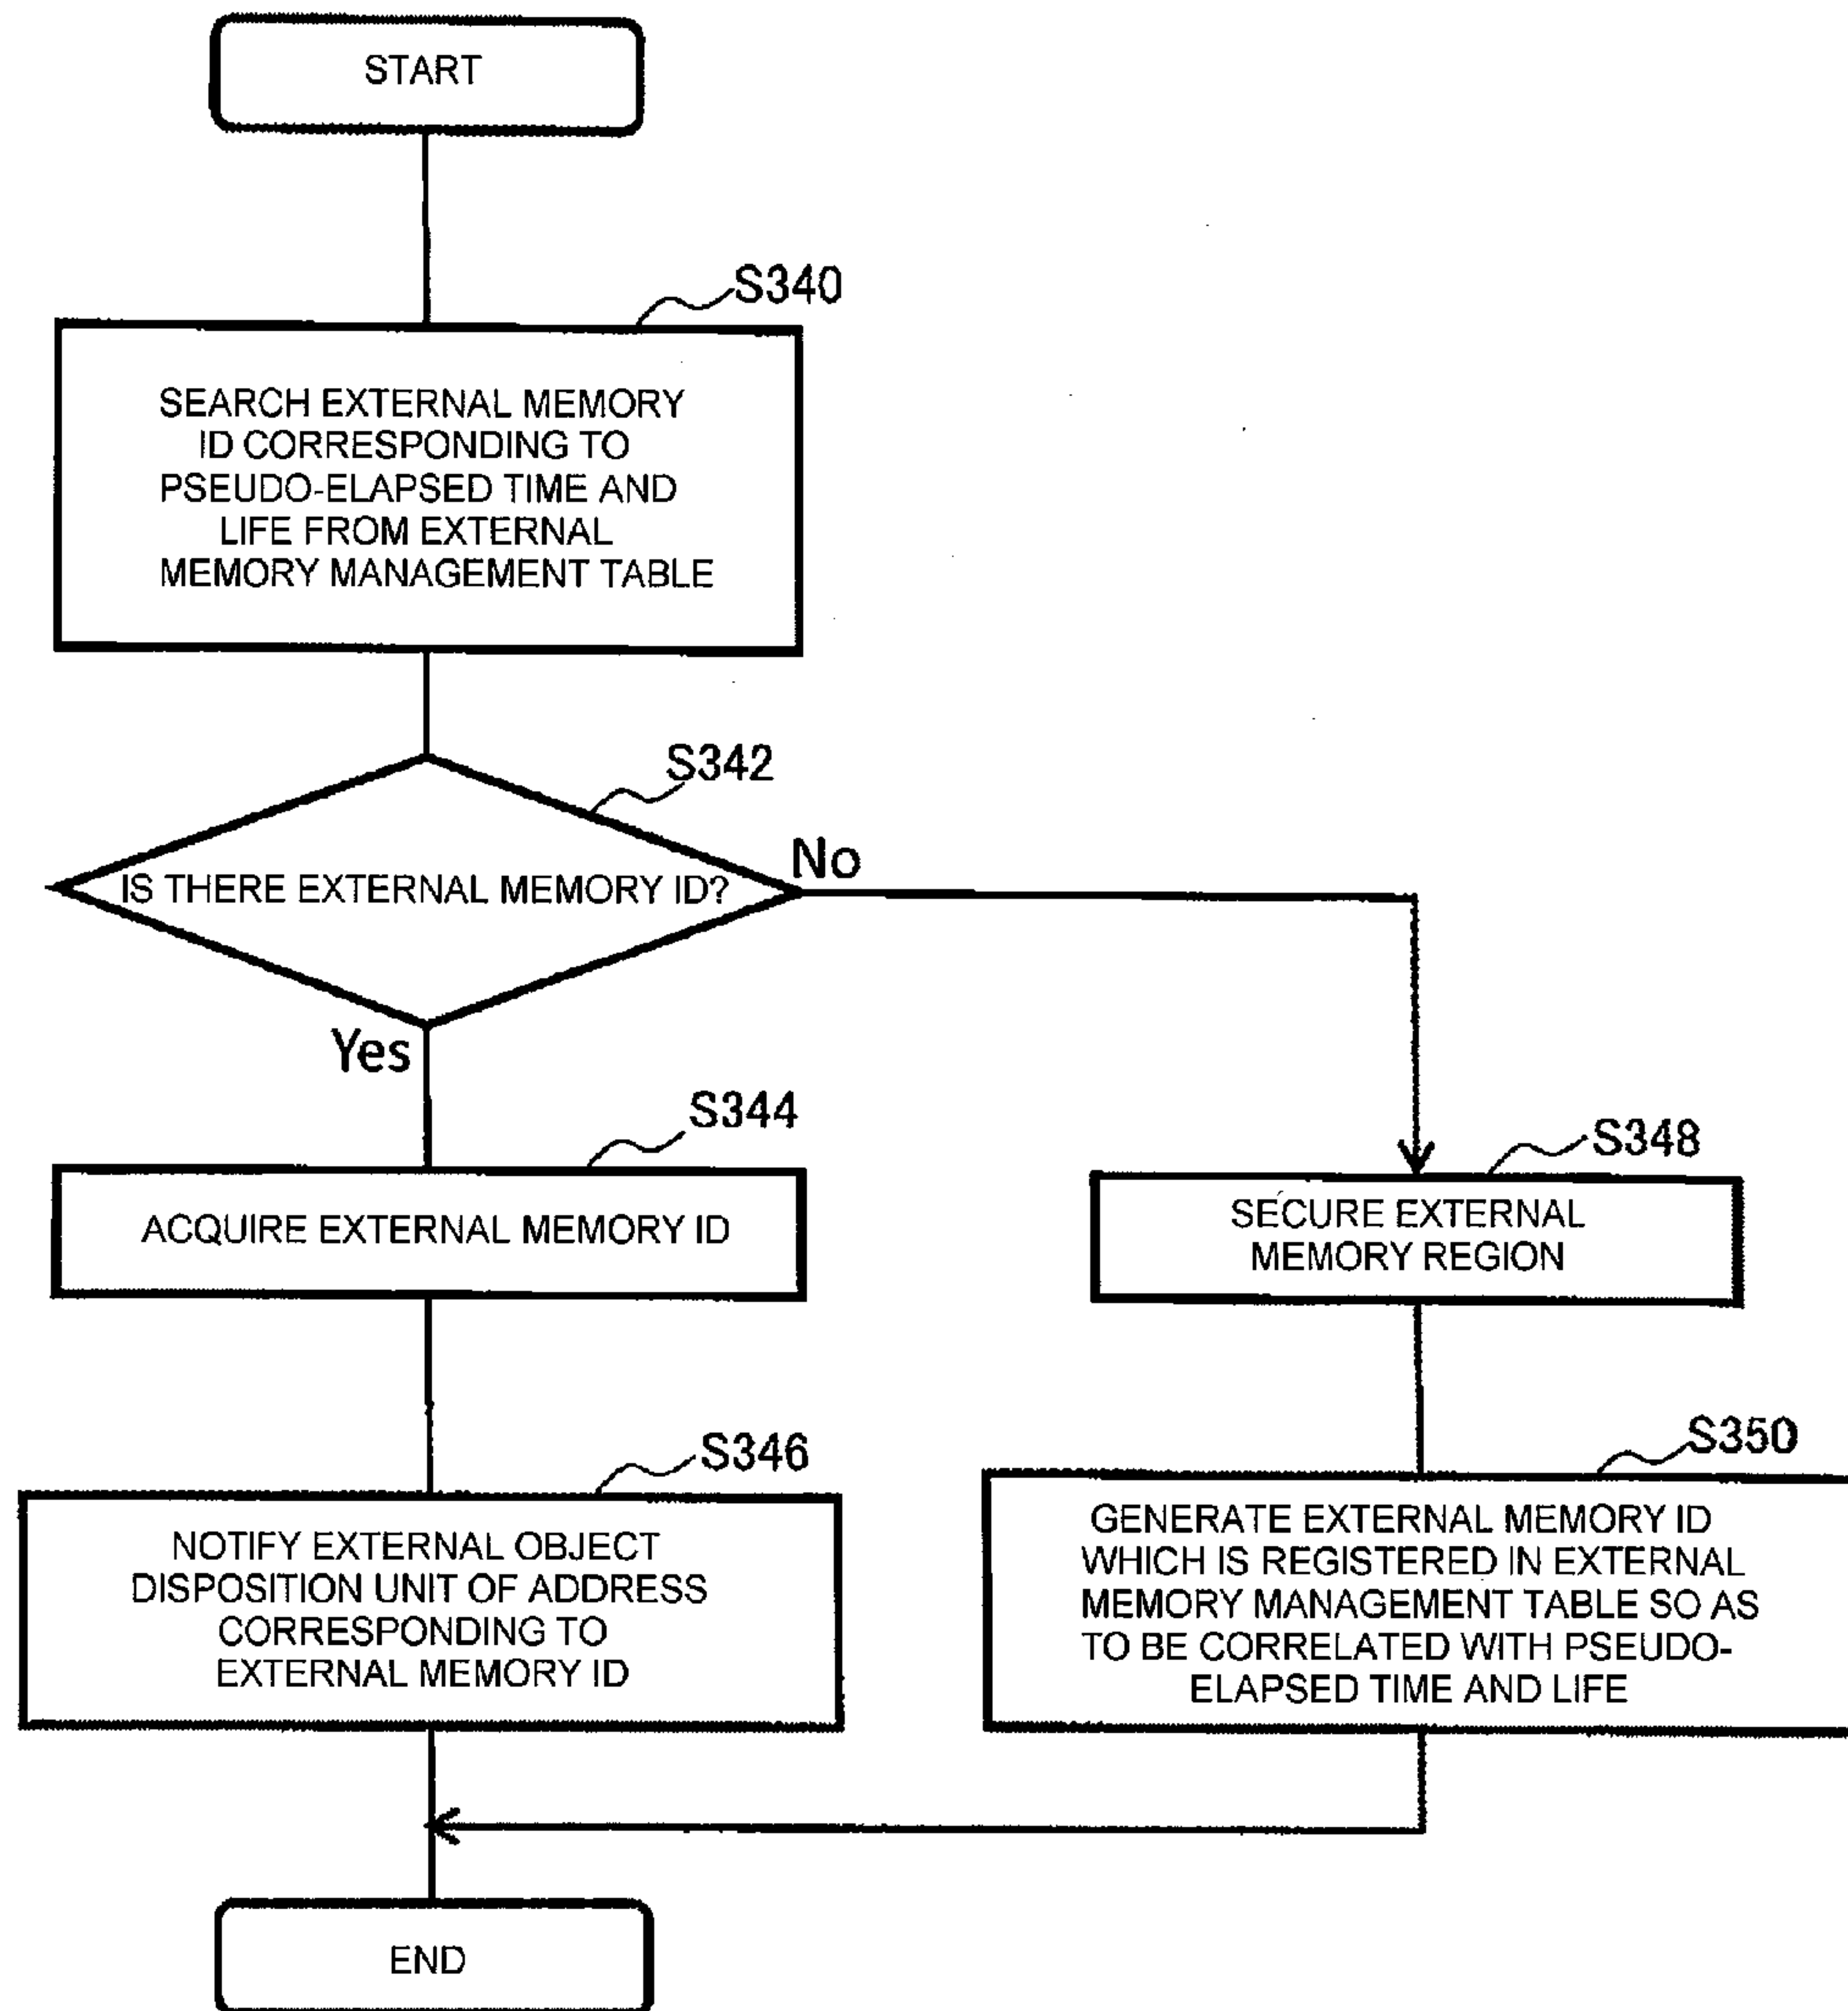 START
S340
SEARCH EXTERNAL MEMORY
ID CORRESPONDING TO
PSEUDO-ELAPSED TIME AND
LIFE FROM EXTERNAL
MEMORY MANAGEMENT TABLE
S342
IS THERE EXTERNAL MEMORY ID?
No
Yes
S344
ACQUIRE EXTERNAL MEMORY ID
S348
SECURE EXTERNAL
MEMORY REGION
S346
NOTIFY EXTERNAL OBJECT
DISPOSITION UNIT OF ADDRESS
CORRESPONDING TO
EXTERNAL MEMORY ID
S350
GENERATE EXTERNAL MEMORY ID
WHICH IS REGISTERED IN EXTERNAL
MEMORY MANAGEMENT TABLE SO AS
TO BE CORRELATED WITH PSEUDO-
ELAPSED TIME AND LIFE
END